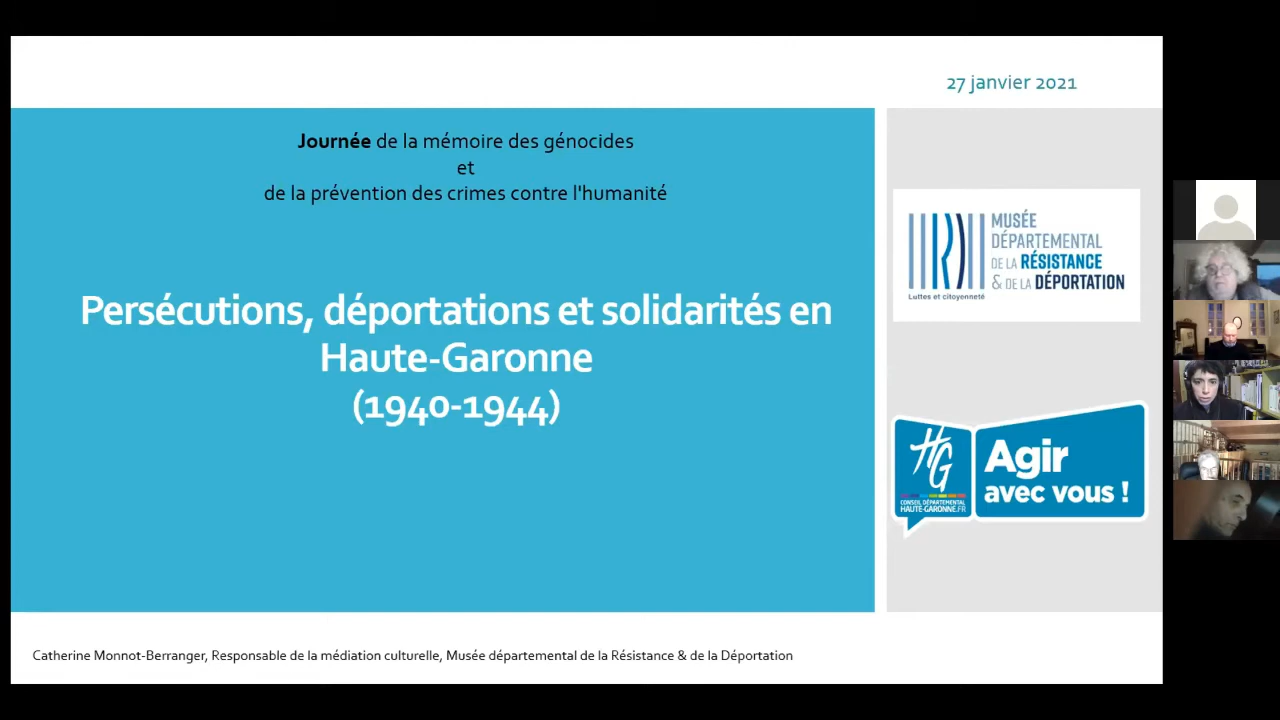 27 janvier 2021
Journée de la mémoire des génocides
et
de la prévention des crimes contre l'humanité
Persécutions, déportations et solidarités en
Haute-Garonne
(1940-1944)
MUSÉE
DÉPARTEMENTAL
DE LA RÉSISTANCE
& DE LA DÉPORTATION
Luttes et citoyenneté
HG
CONSEIL DÉPARTEMENTAL
HAUTE-GARONNE.FR
Agir
avec vous !
Catherine Monnot-Berranger, Responsable de la médiation culturelle, Musée départemental de la Résistance & de la Déportation